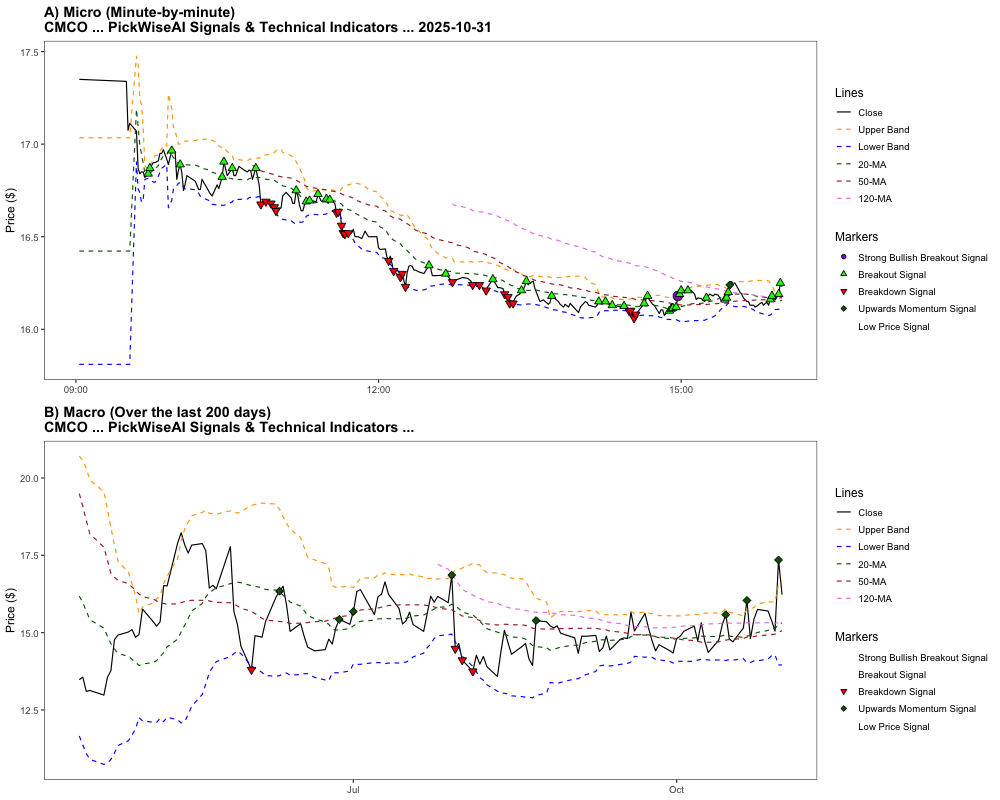 A) Micro (Minute-by-minute)
CMCO ... PickWiseAI Signals & Technical Indicators ... 2025-10-31
Price ($)
17.5
17.0
16.5
16.0
09:00
12:00
15:00
Lines
Close
Upper Band
Lower Band
20-MA
50-MA
120-MA
Markers
Strong Bullish Breakout Signal
Breakout Signal
Breakdown Signal
Upwards Momentum Signal
Low Price Signal
B) Macro (Over the last 200 days)
CMCO ... PickWiseAI Signals & Technical Indicators ...
Price ($)
20.0
17.5
15.0
12.5
Jul
Oct
Lines
Close
Upper Band
Lower Band
20-MA
50-MA
120-MA
Markers
Strong Bullish Breakout Signal
Breakout Signal
Breakdown Signal
Upwards Momentum Signal
Low Price Signal